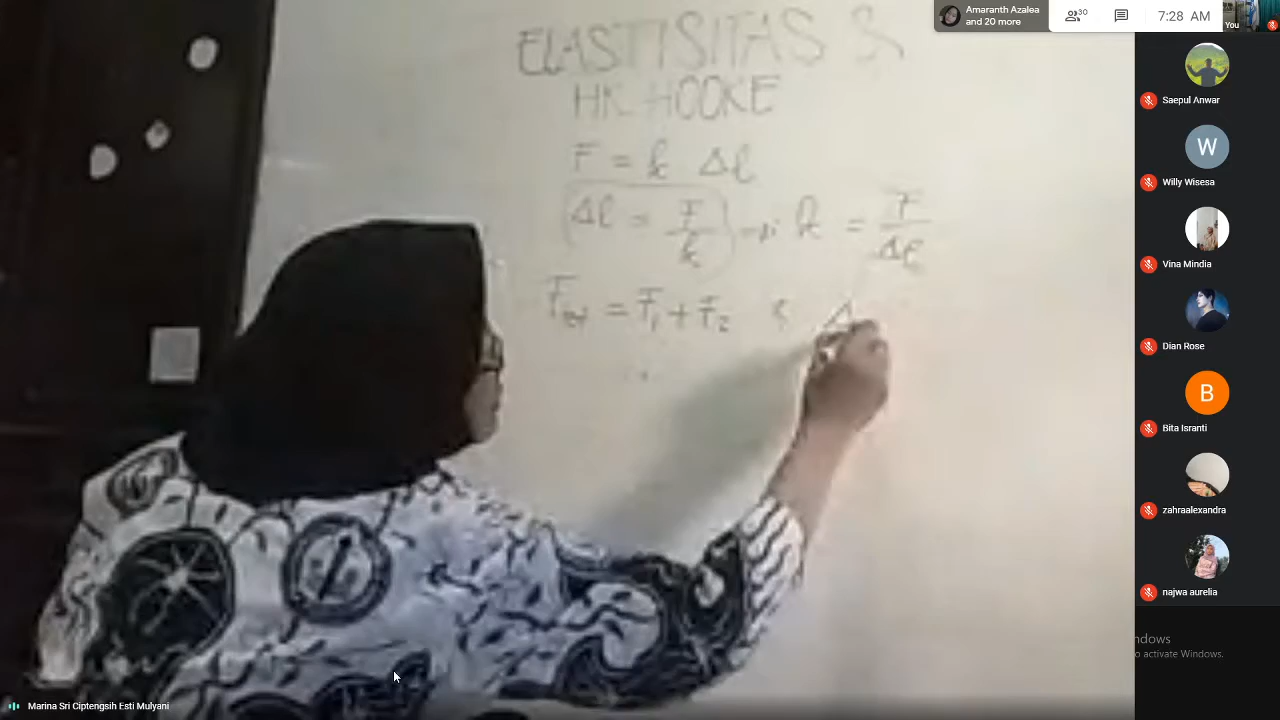 Amaranth Azalea
and 20 more
30
7:28 AM
You
ELASTISITAS &
HK HOOKE
F = k Δl
Δl = F/k → k = F/Δl
Ftot = F1 + F2 & Δ
Saepul Anwar
W
Willy Wisesa
Vina Mindia
Dian Rose
B
Bita Isranti
zahraalexandra
najwa aurelia
ndows
o activate Windows.
Marina Sri Ciptengsih Esti Mulyani